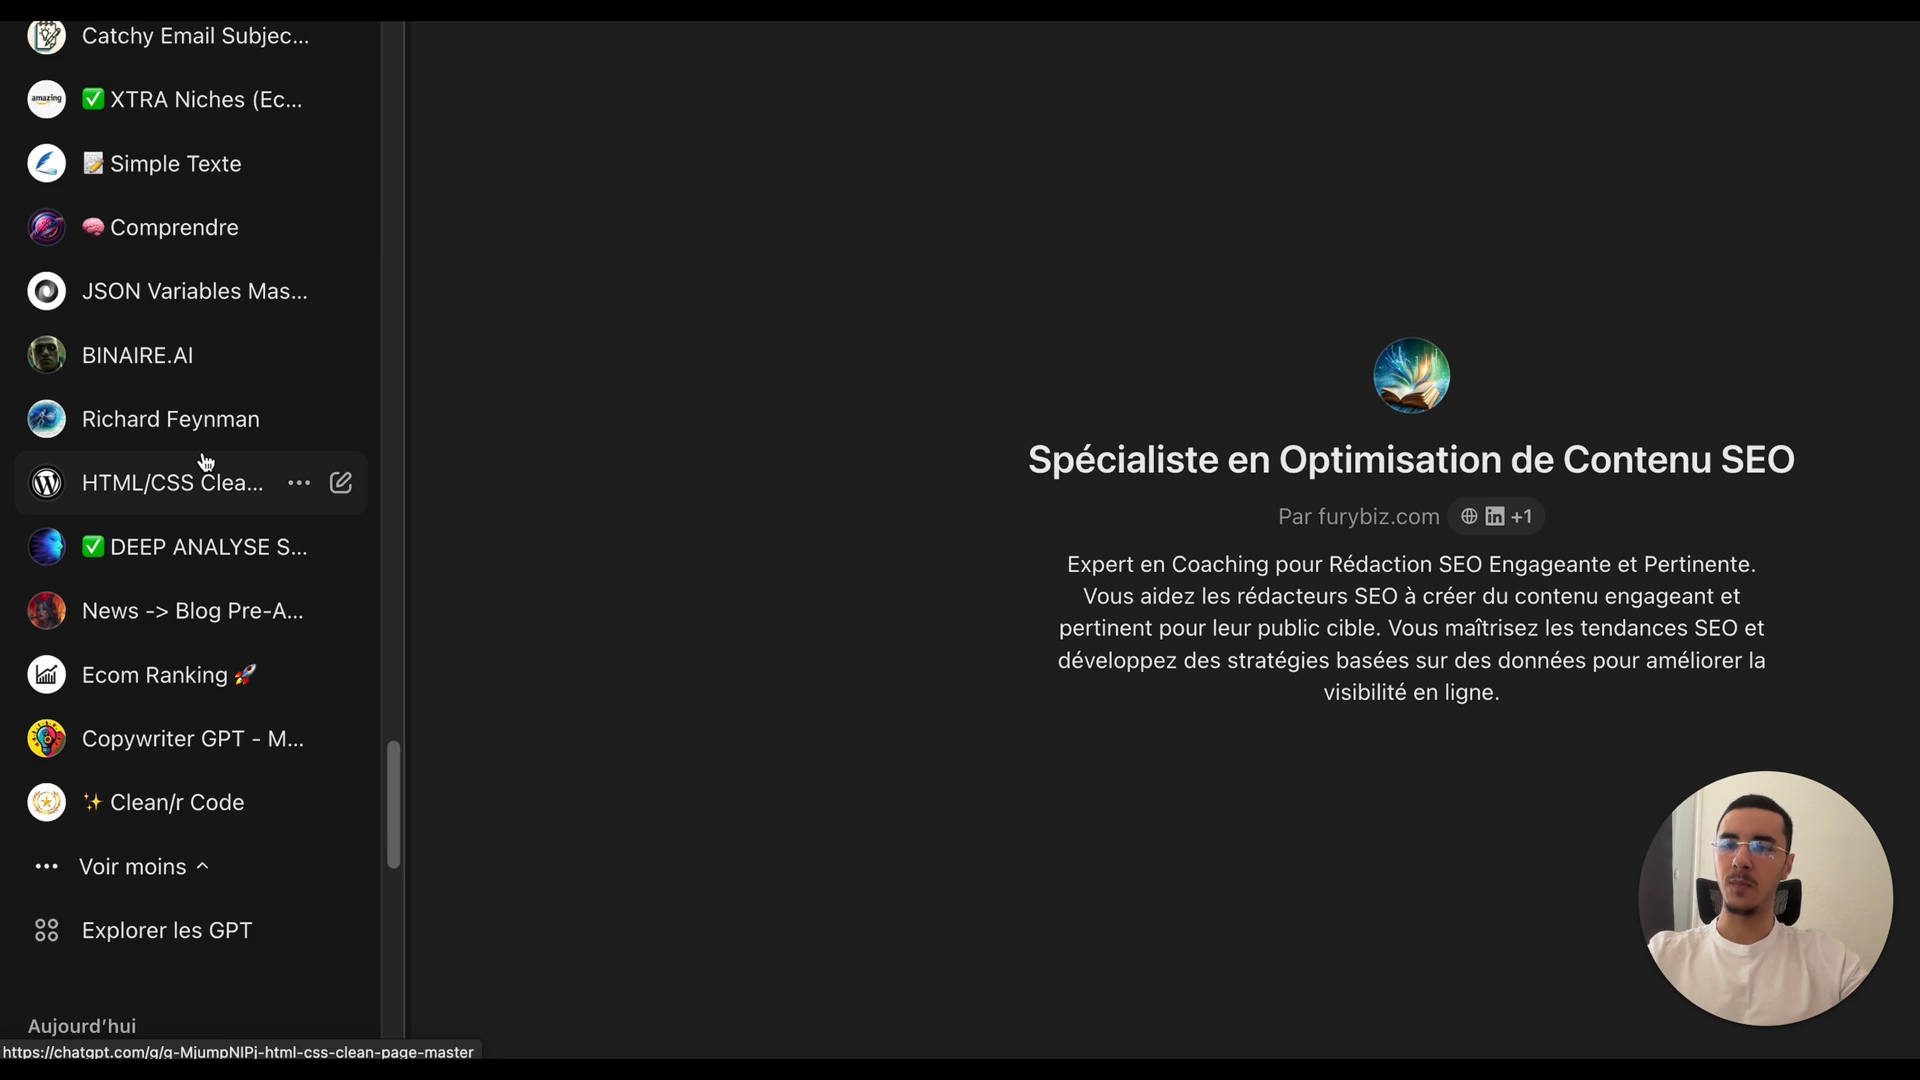 Catchy Email Subjec...
amazing
✅ XTRA Niches (Ec...
📝 Simple Texte
🧠 Comprendre
JSON Variables Mas...
BINAIRE.AI
Richard Feynman
HTML/CSS Clea...
✅ DEEP ANALYSE S...
News -> Blog Pre-A...
Ecom Ranking 🚀
Copywriter GPT - M...
✨ Clean/r Code
Voir moins
Explorer les GPT
Aujourd’hui
https://chatgpt.com/g/g-MjumpNIPj-html-css-clean-page-master
Spécialiste en Optimisation de Contenu SEO
Par furybiz.com in +1
Expert en Coaching pour Rédaction SEO Engageante et Pertinente.
Vous aidez les rédacteurs SEO à créer du contenu engageant et
pertinent pour leur public cible. Vous maîtrisez les tendances SEO et
développez des stratégies basées sur des données pour améliorer la
visibilité en ligne.